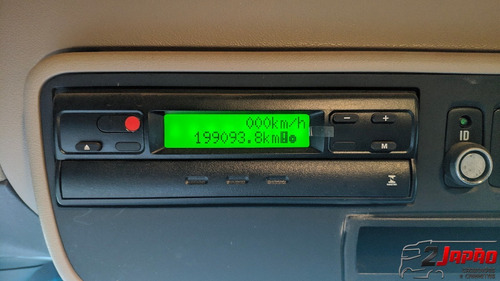 000km/h
199093.8km
- +
M
ID
2JAPÃO